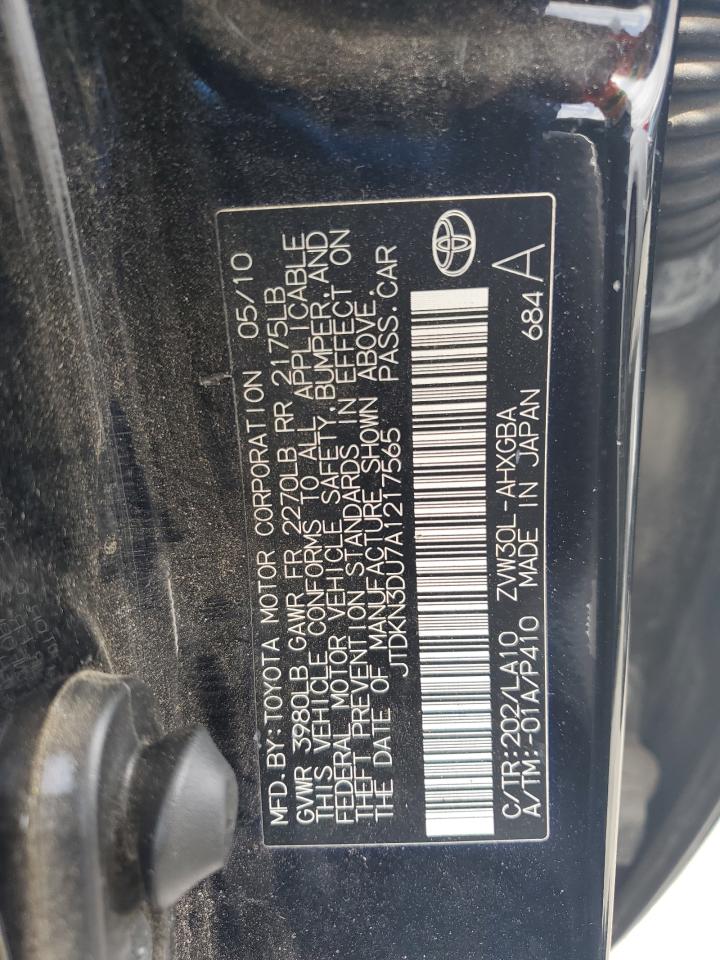 MFD.BY:TOYOTA MOTOR CORPORATION 05/10
GVWR 3980LB GAWR FR 2270LB RR 2175LB
THIS VEHICLE CONFORMS TO ALL APPLICABLE
FEDERAL MOTOR VEHICLE SAFETY,BUMPER,AND
THEFT PREVENTION STANDARDS IN EFFECT ON
THE DATE OF MANUFACTURE SHOWN ABOVE.
JTDKN3DU7A1217565 PASS.CAR
C/TR:202/LA10 ZVW30L-AHXGBA
A/TM:-01A/P410 MADE IN JAPAN 684 A